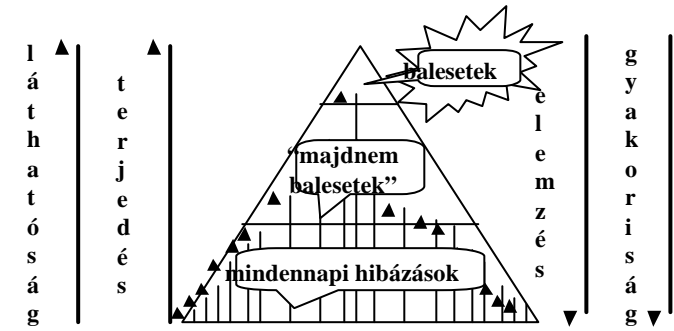 láthatóság
terjedés
balesetek
“majdnem
balesetek”
mindennapi hibázások
elemzés
gyakoriság